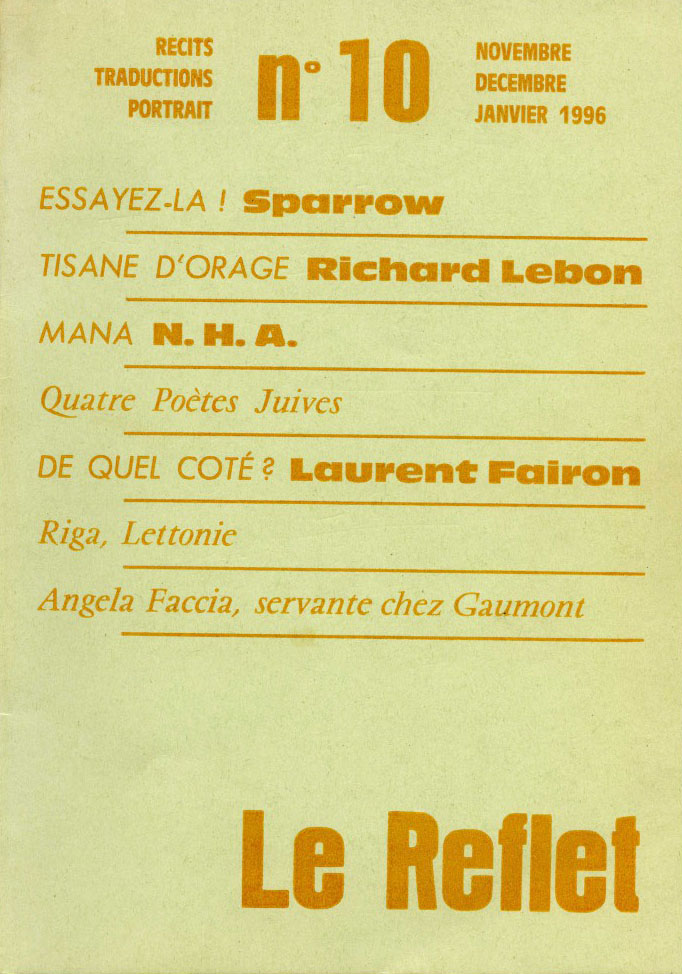 RECITS
TRADUCTIONS
PORTRAIT
n° 10
NOVEMBRE
DECEMBRE
JANVIER 1996
ESSAYEZ-LA ! Sparrow
TISANE D'ORAGE Richard Lebon
MANA N. H. A.
Quatre Poètes Juives
DE QUEL COTÉ ? Laurent Fairon
Riga, Lettonie
Angela Faccia, servante chez Gaumont
Le Reflet